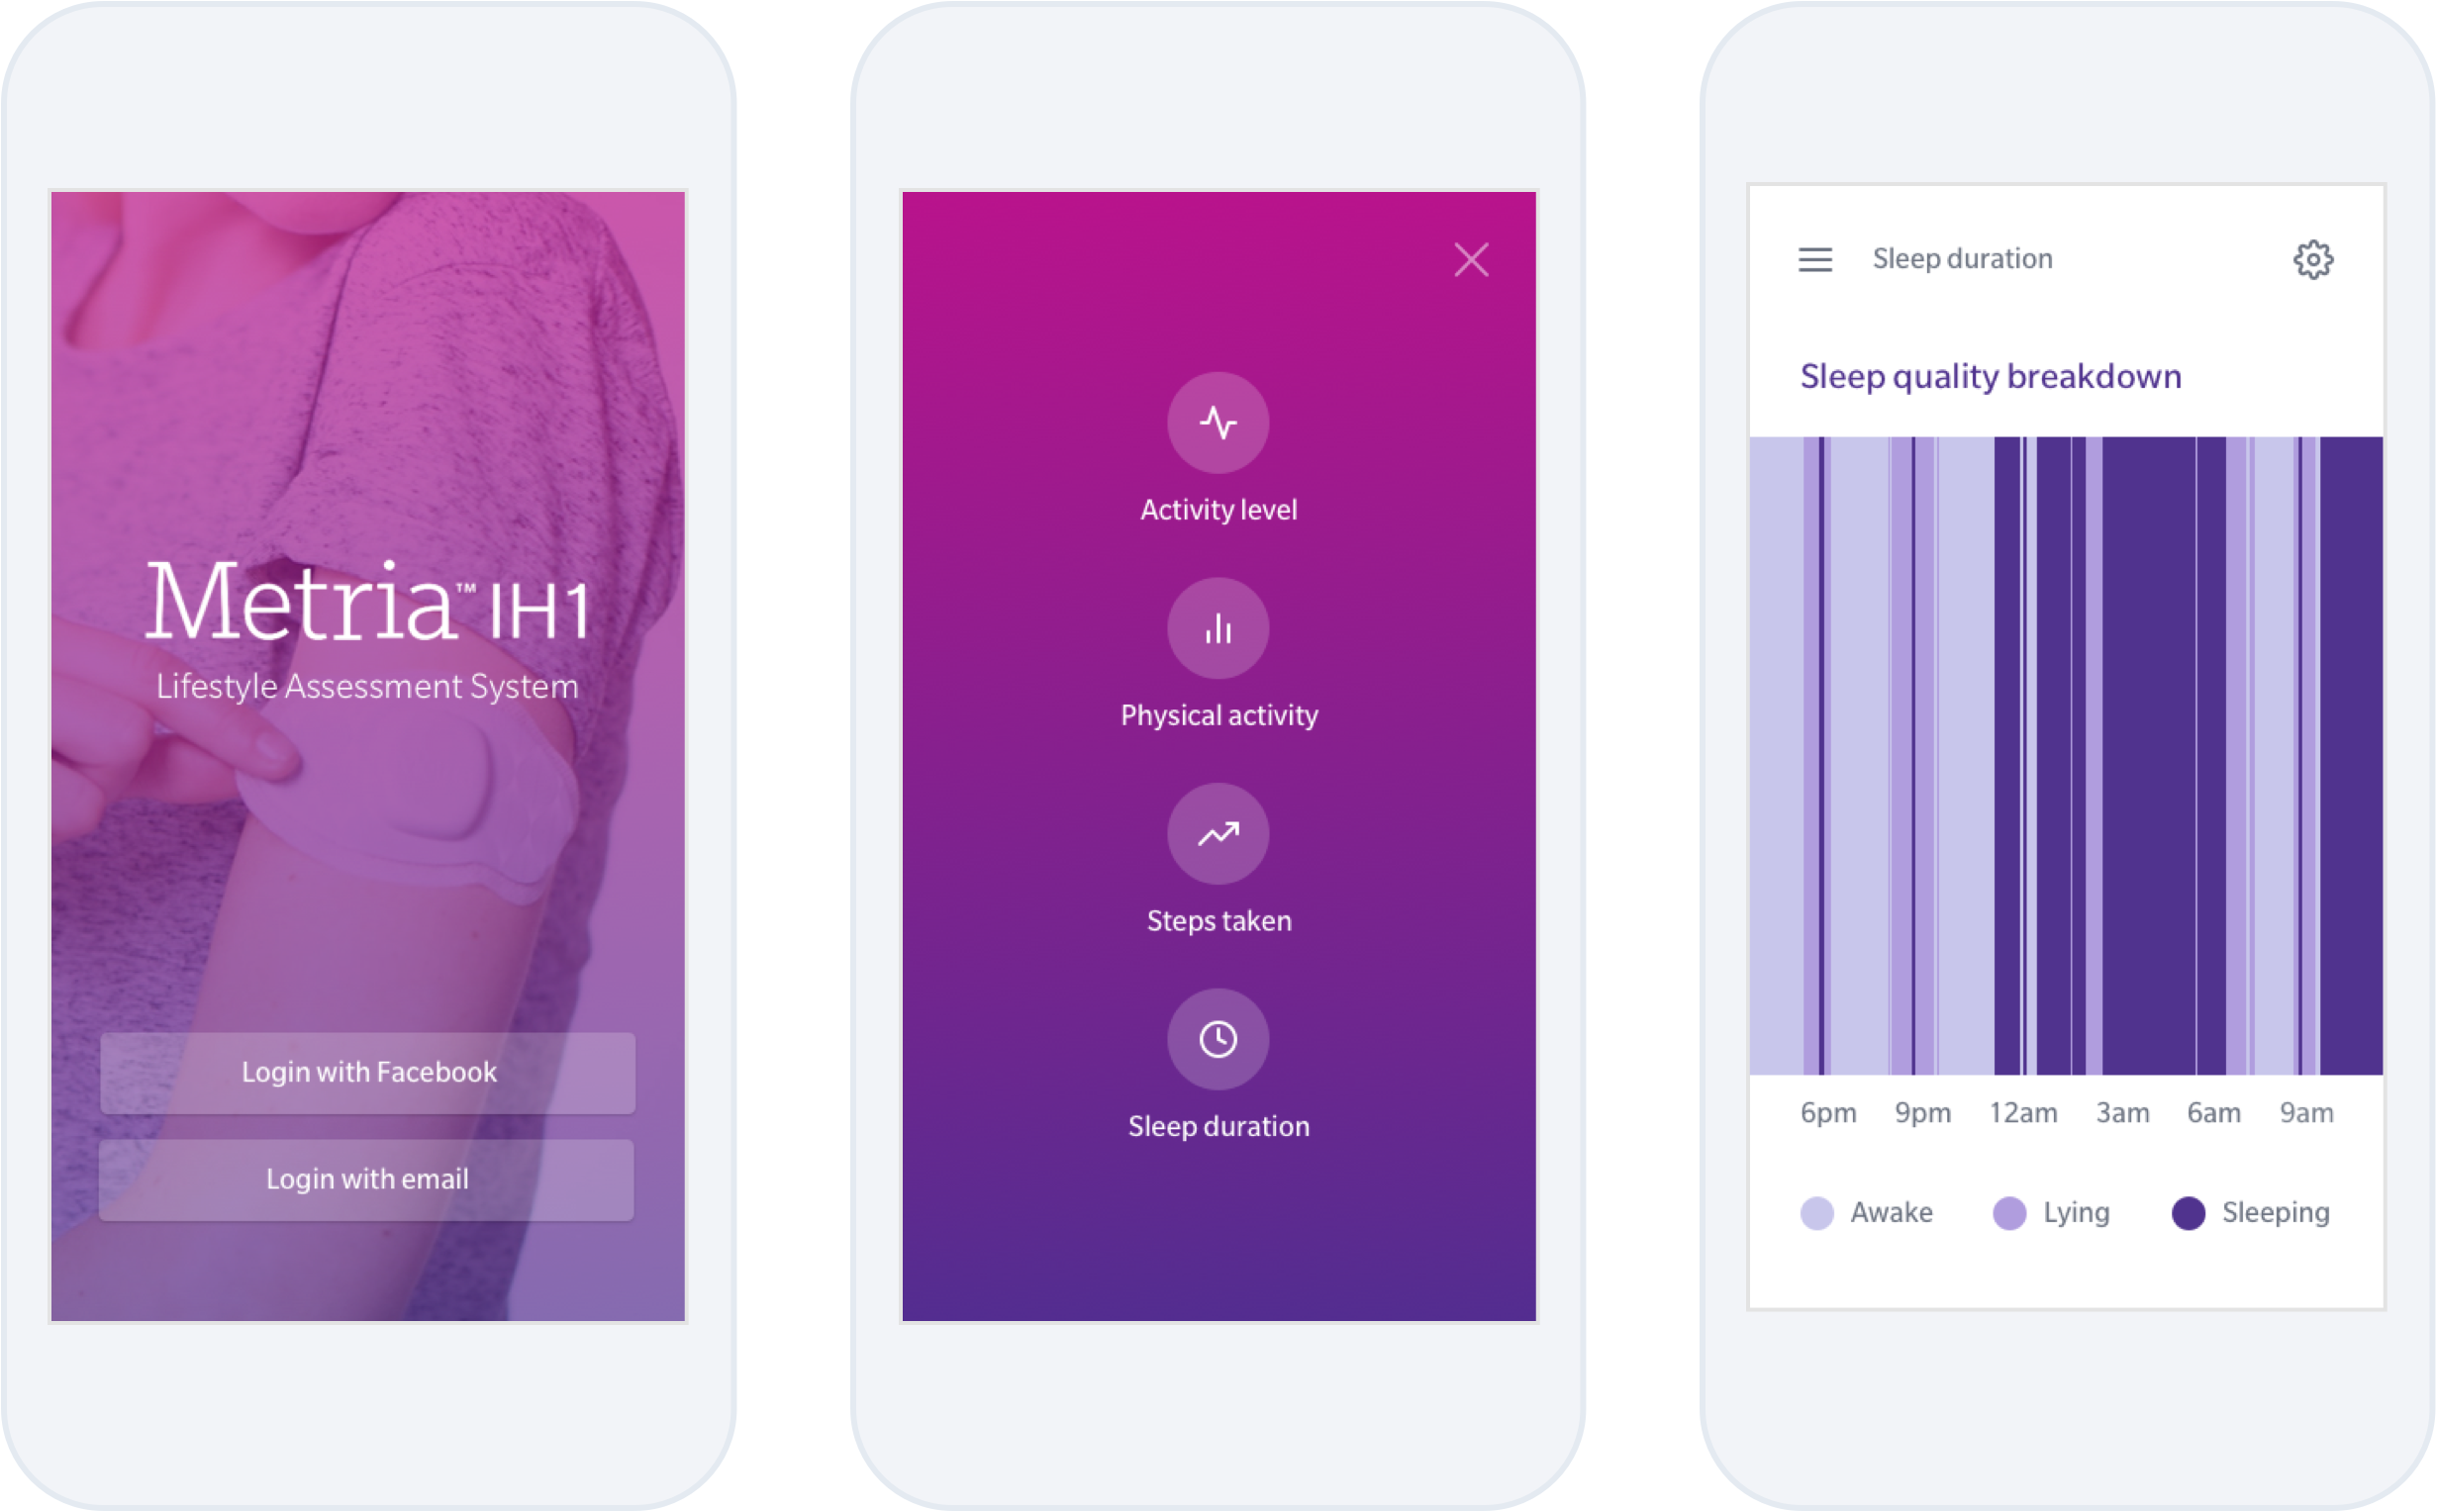 Metria™ IH1
Lifestyle Assessment System
Login with Facebook
Login with email
Activity level
Physical activity
Steps taken
Sleep duration
Sleep duration
Sleep quality breakdown
6pm 9pm 12am 3am 6am 9am
Awake Lying Sleeping